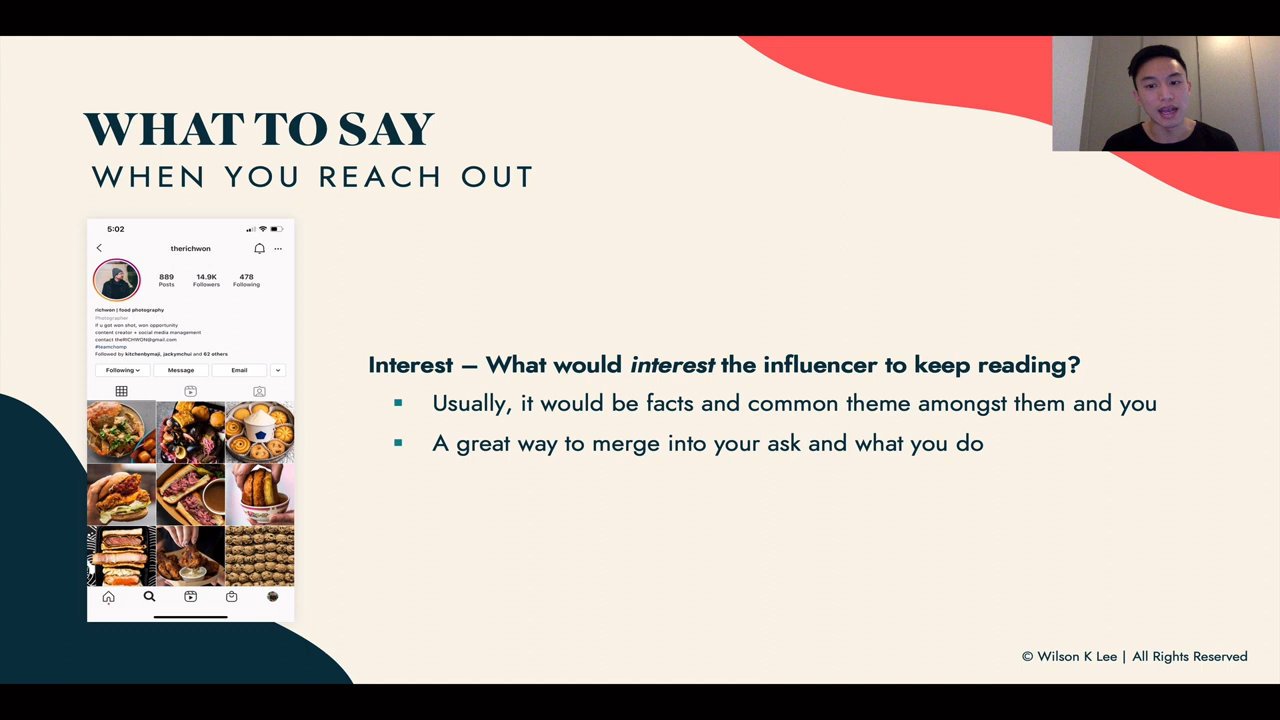 WHAT TO SAY
WHEN YOU REACH OUT
5:02
therichwon
889
14.9K
478
Posts
Followers
Following
richwon | food photography
Photographer
if u got won shot, won opportunity
content creator + social media management
contact theRICHWON@gmail.com
#teamchomp
Followed by kitchenbymaji, jackymchui and 62 others
Following
Message
Email
Interest – What would interest the influencer to keep reading?
▪ Usually, it would be facts and common theme amongst them and you
▪ A great way to merge into your ask and what you do
© Wilson K Lee | All Rights Reserved